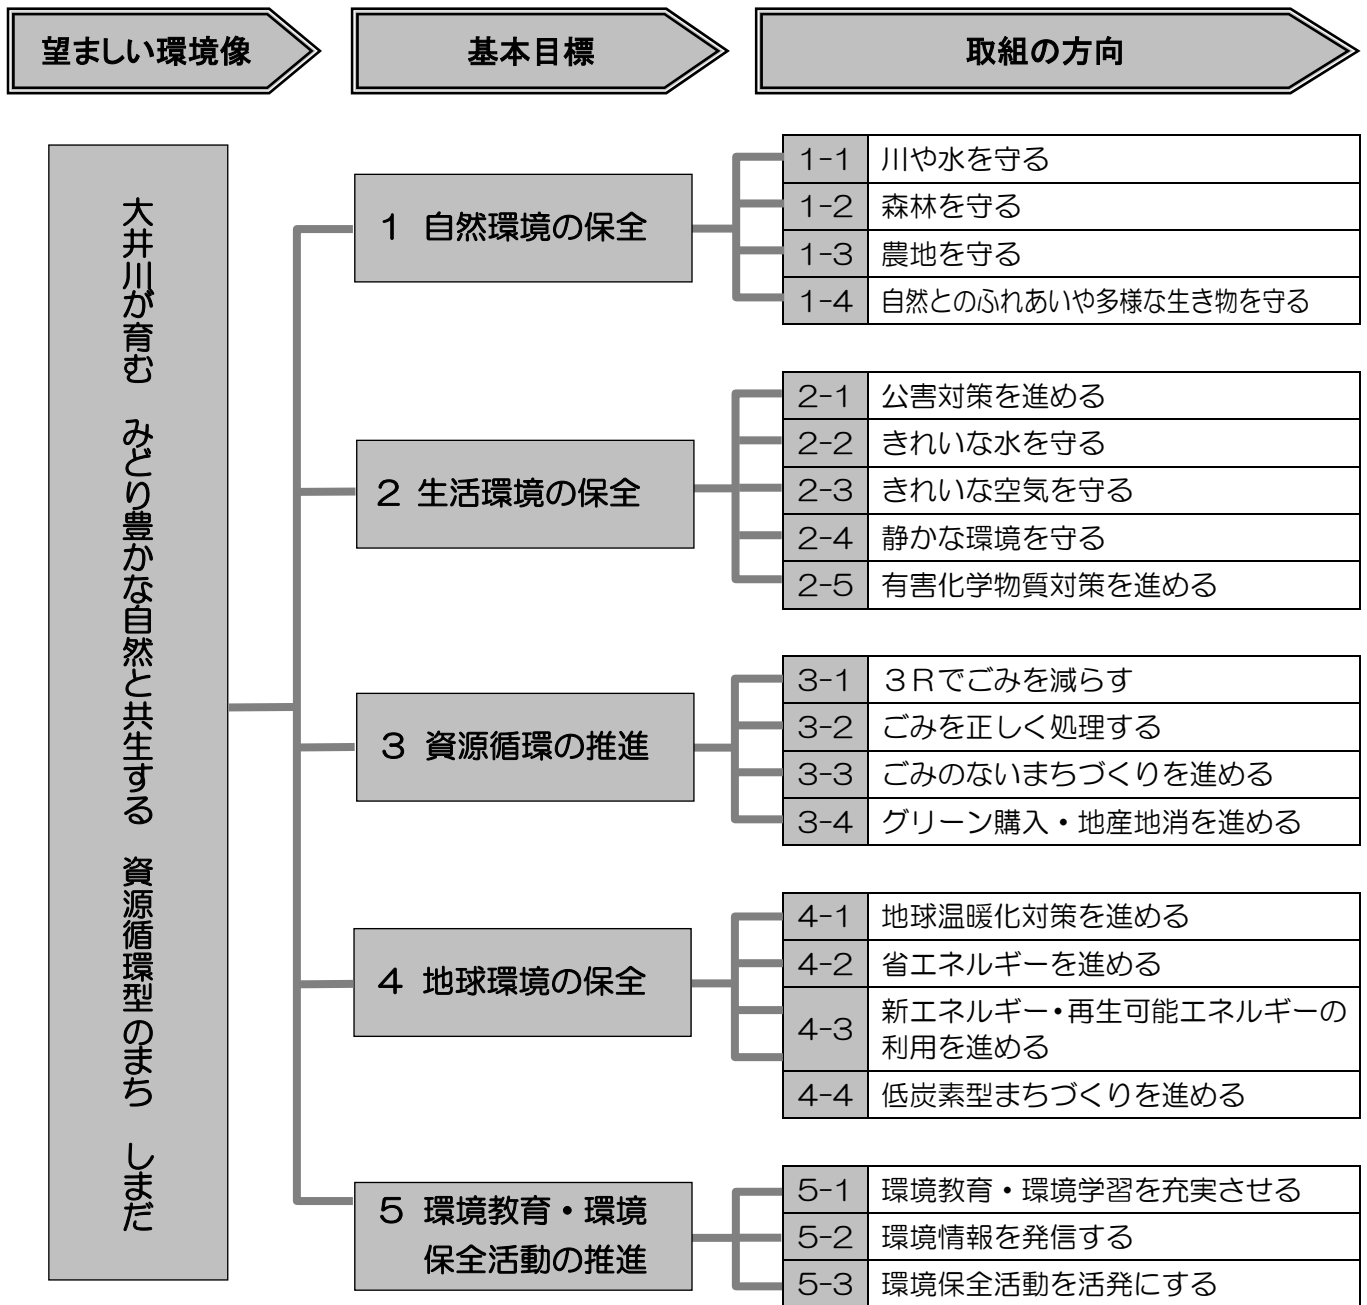 望ましい環境像
基本目標
取組の方向
大井川が育む　みどり豊かな自然と共生する　資源循環型のまち　しまだ
1 自然環境の保全
1-1 川や水を守る
1-2 森林を守る
1-3 農地を守る
1-4 自然とのふれあいや多様な生き物を守る
2 生活環境の保全
2-1 公害対策を進める
2-2 きれいな水を守る
2-3 きれいな空気を守る
2-4 静かな環境を守る
2-5 有害化学物質対策を進める
3 資源循環の推進
3-1 ３Ｒでごみを減らす
3-2 ごみを正しく処理する
3-3 ごみのないまちづくりを進める
3-4 グリーン購入・地産地消を進める
4 地球環境の保全
4-1 地球温暖化対策を進める
4-2 省エネルギーを進める
4-3 新エネルギー・再生可能エネルギーの
利用を進める
4-4 低炭素型まちづくりを進める
5 環境教育・環境
保全活動の推進
5-1 環境教育・環境学習を充実させる
5-2 環境情報を発信する
5-3 環境保全活動を活発にする